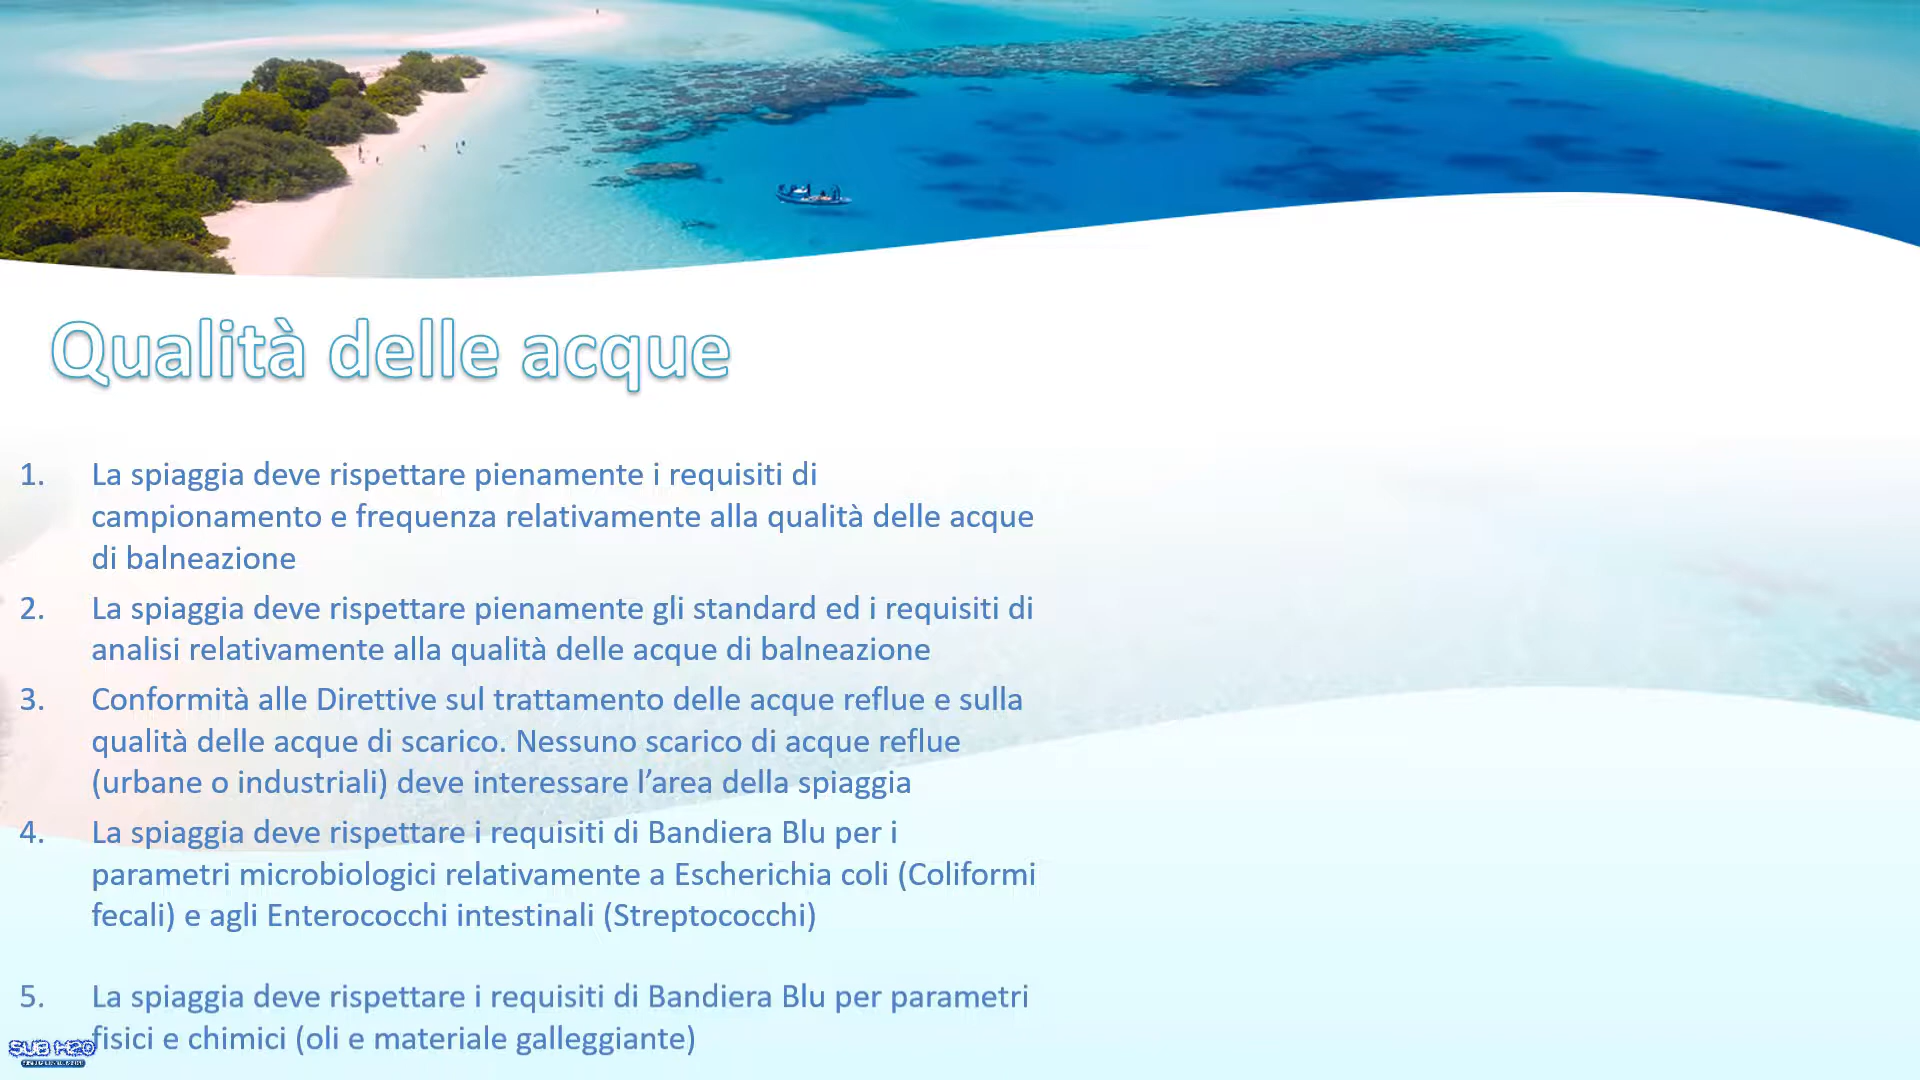 Qualità delle acque
1. La spiaggia deve rispettare pienamente i requisiti di
campionamento e frequenza relativamente alla qualità delle acque
di balneazione
2. La spiaggia deve rispettare pienamente gli standard ed i requisiti di
analisi relativamente alla qualità delle acque di balneazione
3. Conformità alle Direttive sul trattamento delle acque reflue e sulla
qualità delle acque di scarico. Nessuno scarico di acque reflue
(urbane o industriali) deve interessare l’area della spiaggia
4. La spiaggia deve rispettare i requisiti di Bandiera Blu per i
parametri microbiologici relativamente a Escherichia coli (Coliformi
fecali) e agli Enterococchi intestinali (Streptococchi)
5. La spiaggia deve rispettare i requisiti di Bandiera Blu per parametri
fisici e chimici (oli e materiale galleggiante)
SUB H2O